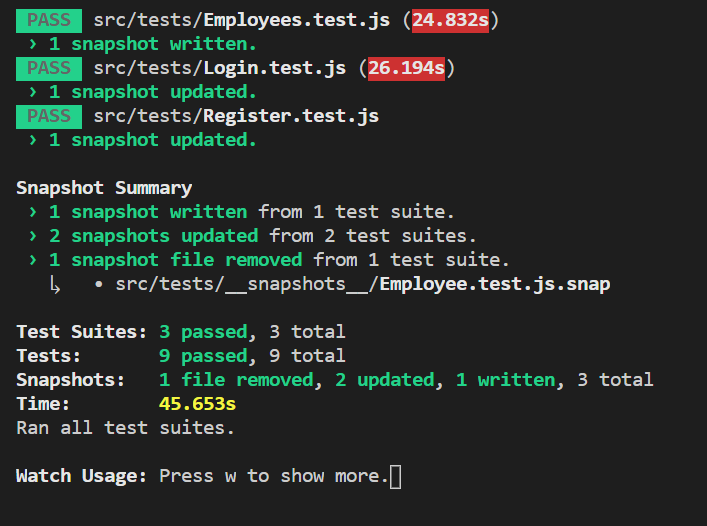 PASS src/tests/Employees.test.js (24.832s)
› 1 snapshot written.
PASS src/tests/Login.test.js (26.194s)
› 1 snapshot updated.
PASS src/tests/Register.test.js
› 1 snapshot updated.
Snapshot Summary
› 1 snapshot written from 1 test suite.
› 2 snapshots updated from 2 test suites.
› 1 snapshot file removed from 1 test suite.
↳ • src/tests/__snapshots__/Employee.test.js.snap
Test Suites: 3 passed, 3 total
Tests: 9 passed, 9 total
Snapshots: 1 file removed, 2 updated, 1 written, 3 total
Time: 45.653s
Ran all test suites.
Watch Usage: Press w to show more.